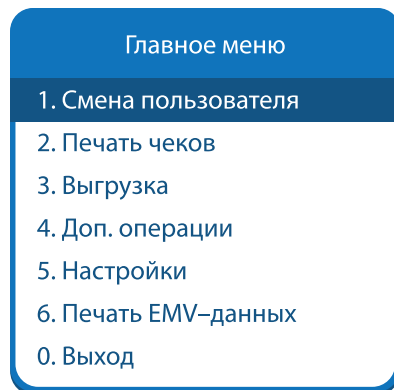 Главное меню
1. Смена пользователя
2. Печать чеков
3. Выгрузка
4. Доп. операции
5. Настройки
6. Печать EMV–данных
0. Выход